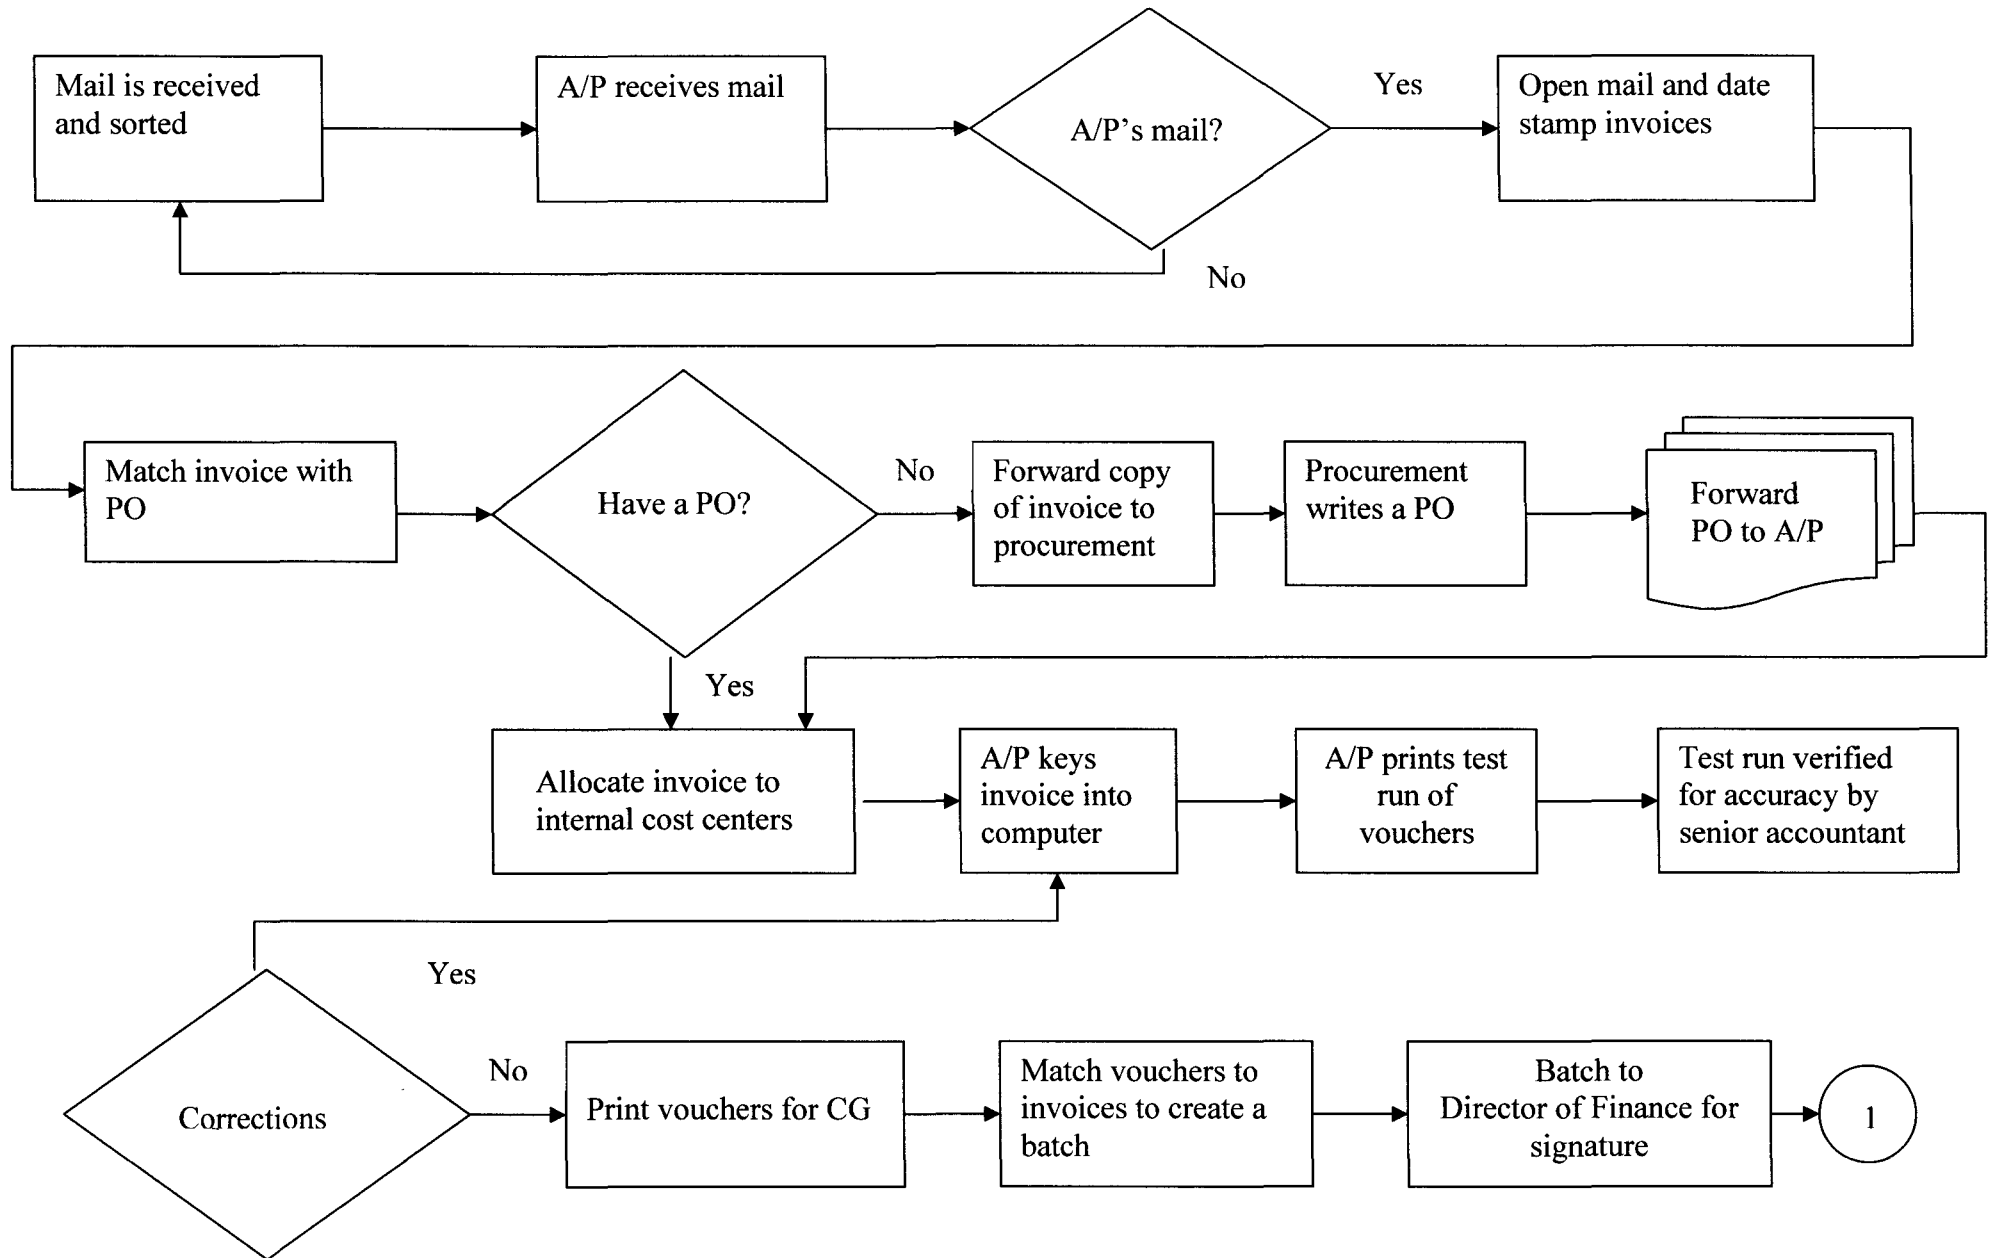 Mail is received
and sorted
A/P receives mail
A/P’s mail?
Yes
Open mail and date
stamp invoices
No
Match invoice with
PO
Have a PO?
No
Forward copy
of invoice to
procurement
Procurement
writes a PO
Forward
PO to A/P
Yes
Allocate invoice to
internal cost centers
A/P keys
invoice into
computer
A/P prints test
run of
vouchers
Test run verified
for accuracy by
senior accountant
Yes
Corrections
No
Print vouchers for CG
Match vouchers to
invoices to create a
batch
Batch to
Director of Finance for
signature
1